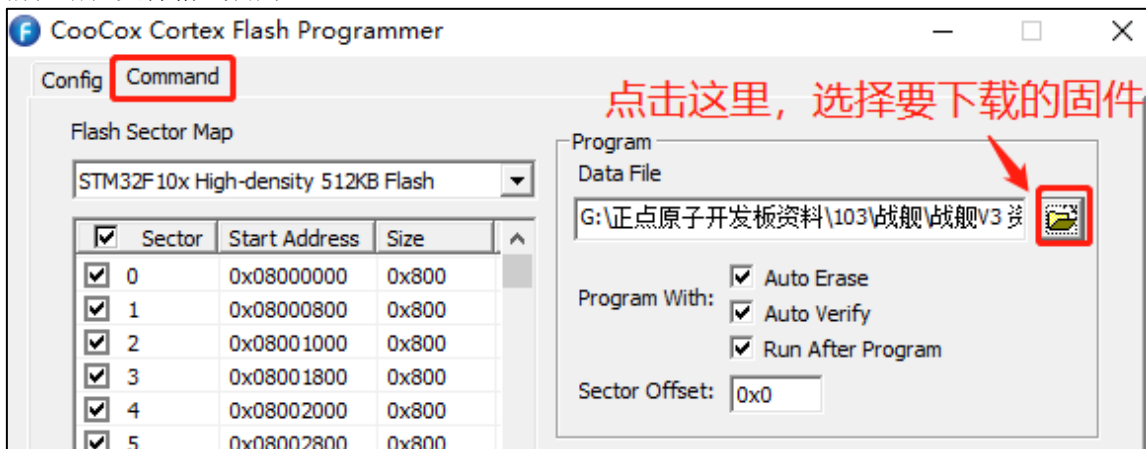 CooCox Cortex Flash Programmer
Config Command
点击这里，选择要下载的固件
Flash Sector Map
STM32F10x High-density 512KB Flash
Sector Start Address Size
0 0x08000000 0x800
1 0x08000800 0x800
2 0x08001000 0x800
3 0x08001800 0x800
4 0x08002000 0x800
5 0x08002800 0x800
Program
Data File
G:\正点原子开发板资料\103\战舰\战舰V3 资
Program With:
Auto Erase
Auto Verify
Run After Program
Sector Offset: 0x0